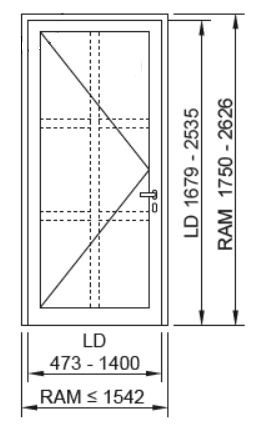 LD 1679 - 2535
RAM 1750 - 2626
LD
473 - 1400
RAM ≤ 1542